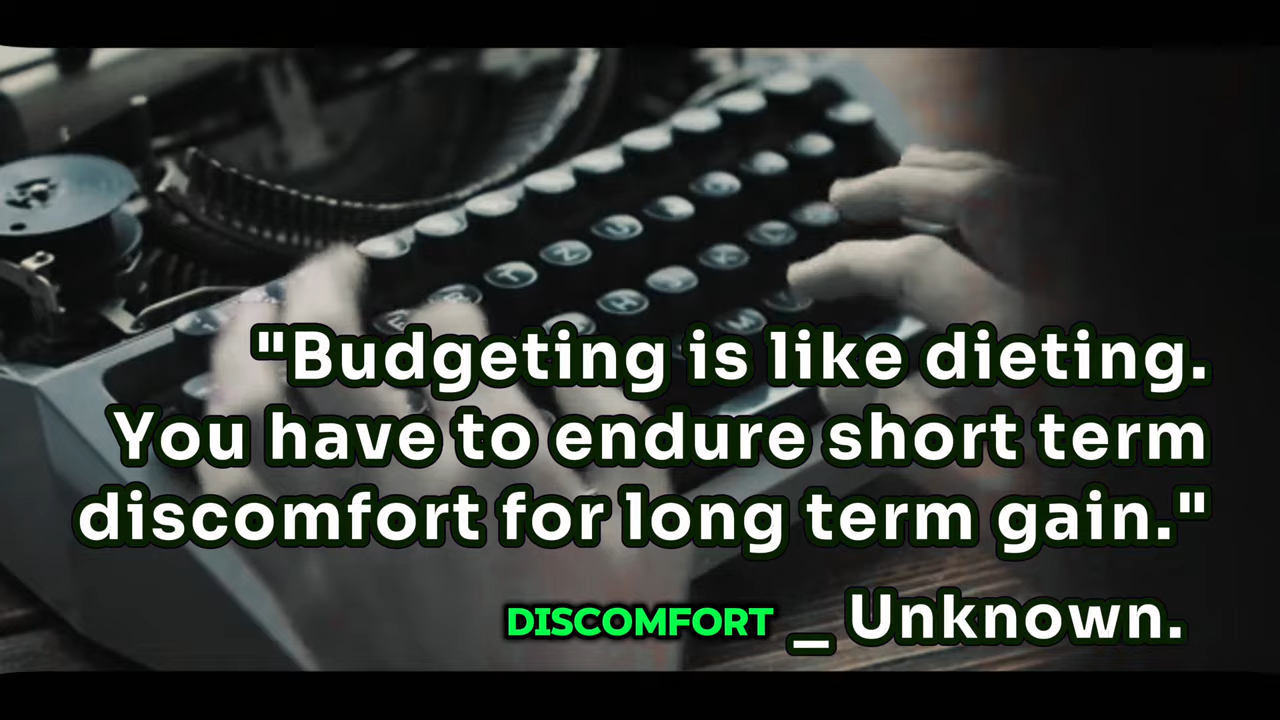 "Budgeting is like dieting.
You have to endure short term
discomfort for long term gain."
DISCOMFORT _ Unknown.